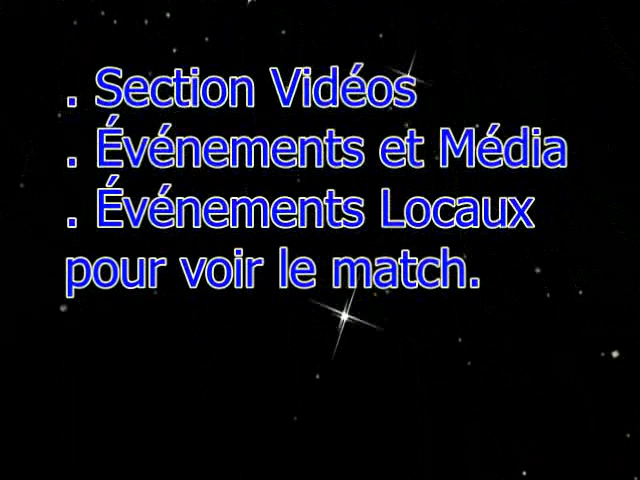 . Section Vidéos
. Événements et Média
. Événements Locaux
pour voir le match.